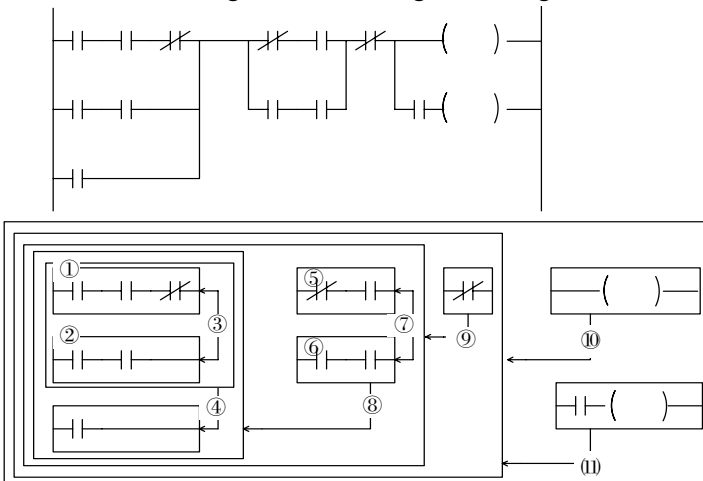 ① ⑤
③ ⑦
② ⑥ ⑨ ⑩
④ ⑧
⑾